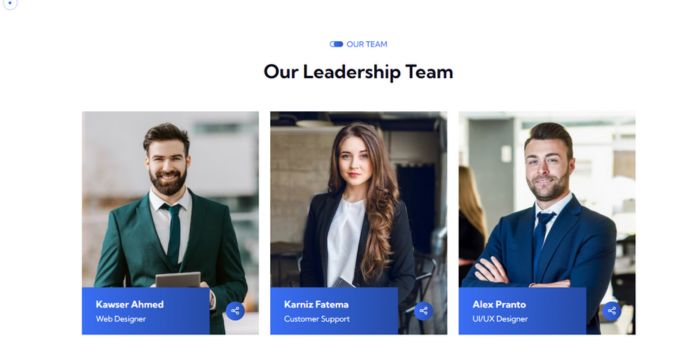 OUR TEAM
Our Leadership Team
Kawser Ahmed
Web Designer
Karniz Fatema
Customer Support
Alex Pranto
UI/UX Designer